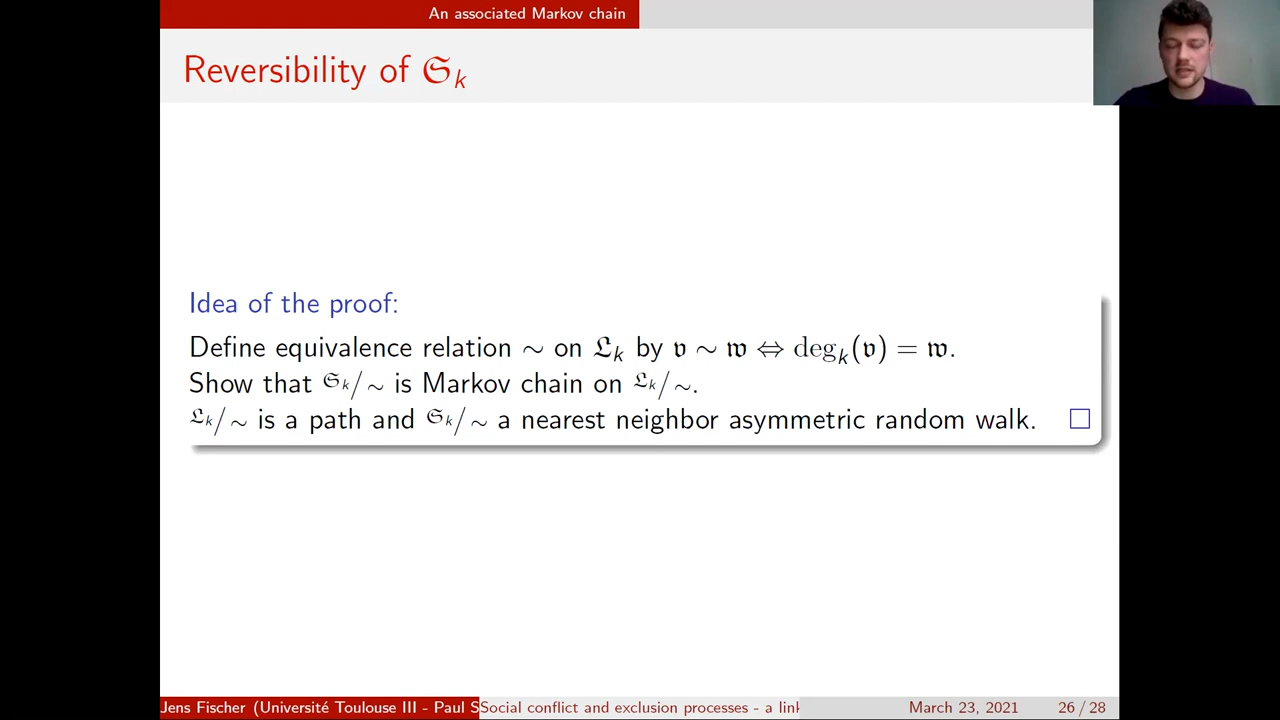 An associated Markov chain
Reversibility of 𝔖ₖ
Idea of the proof:
Define equivalence relation ∼ on 𝔏ₖ by 𝔳 ∼ 𝔴 ⇔ degₖ(𝔳) = 𝔴.
Show that 𝔖ₖ/∼ is Markov chain on 𝔏ₖ/∼.
𝔏ₖ/∼ is a path and 𝔖ₖ/∼ a nearest neighbor asymmetric random walk. □
Jens Fischer (Université Toulouse III - Paul S Social conflict and exclusion processes - a link March 23, 2021 26 / 28